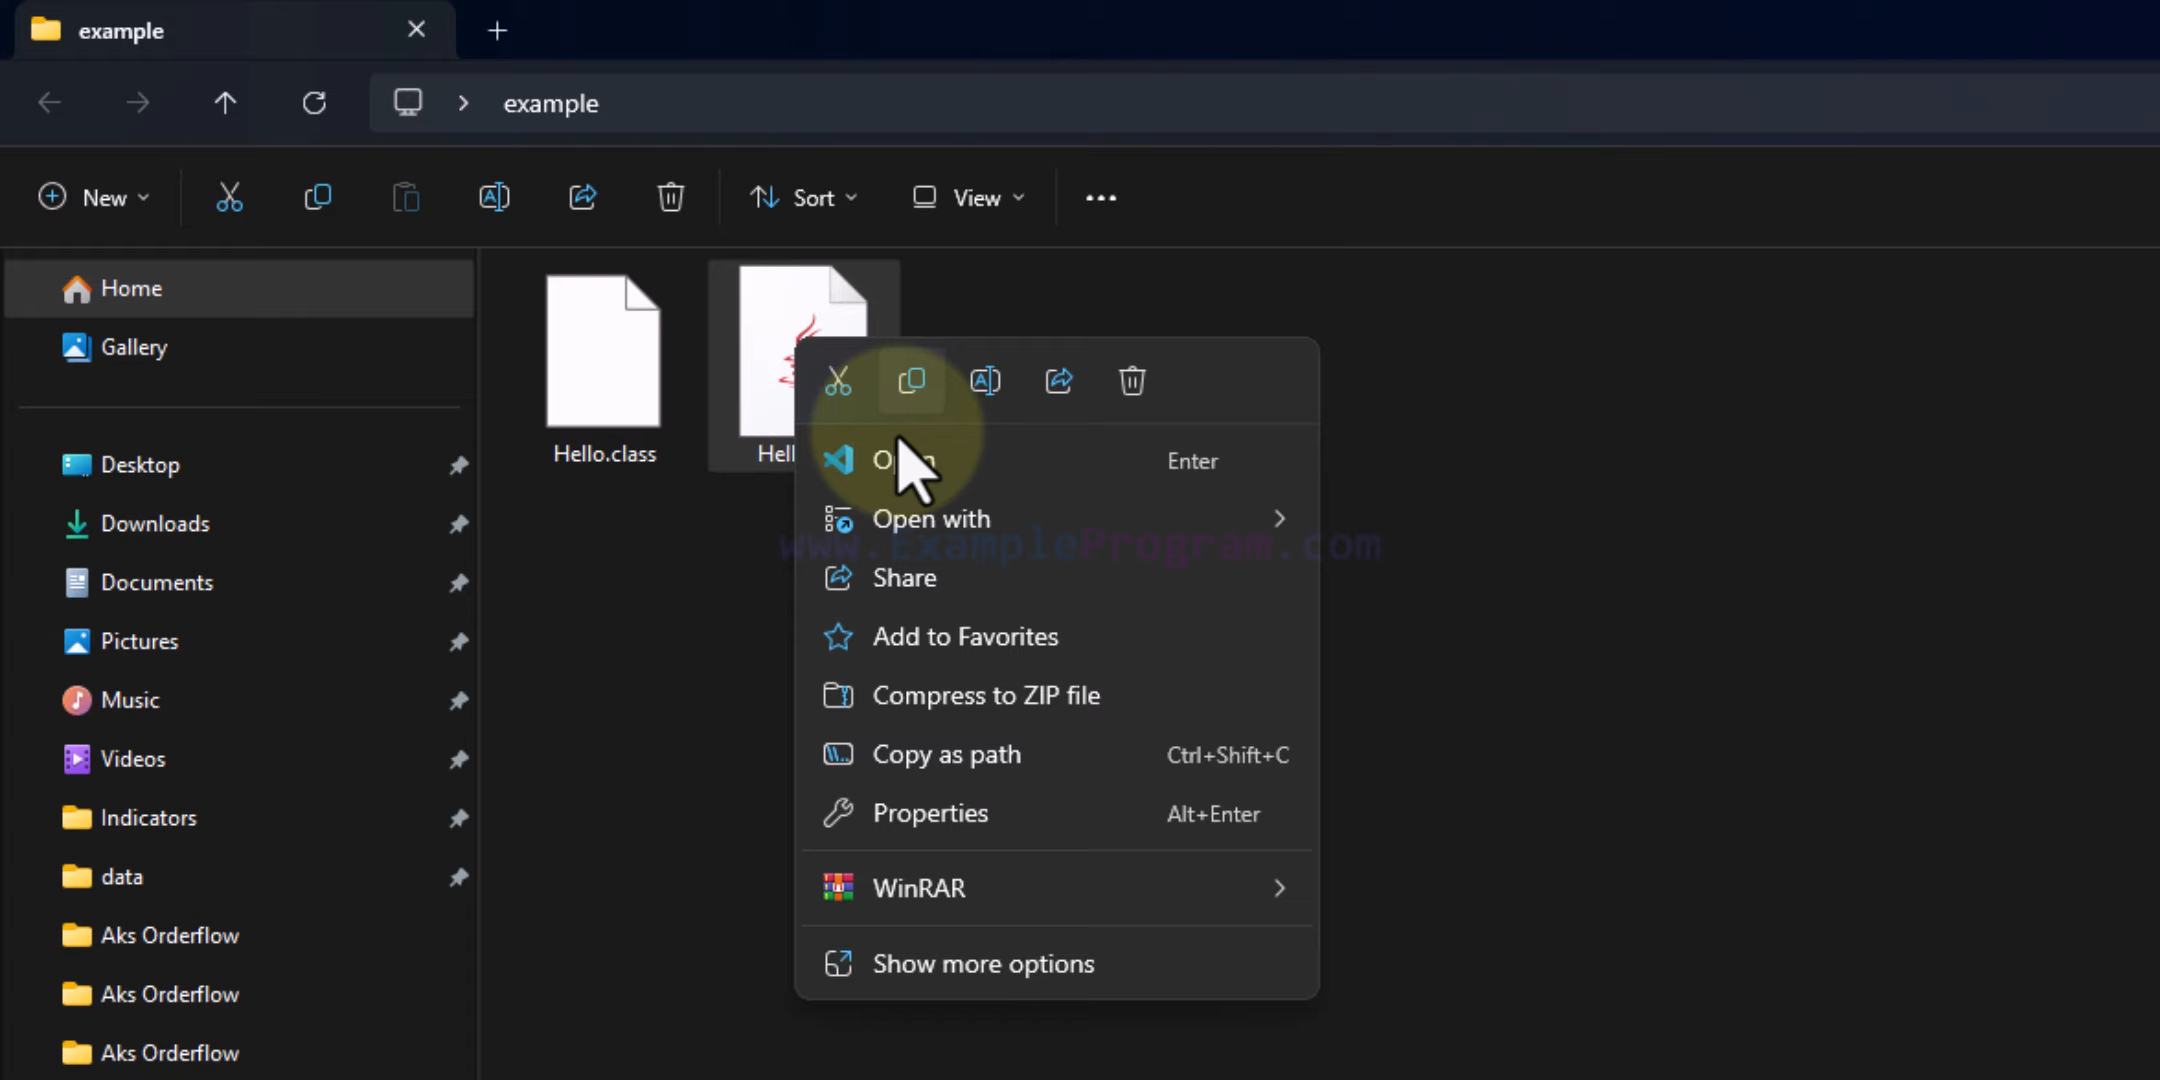 example
example
New
Sort
View
Home
Gallery
Desktop
Downloads
Documents
Pictures
Music
Videos
Indicators
data
Aks Orderflow
Aks Orderflow
Aks Orderflow
Hello.class
Open Enter
Open with
www.ExampleProgram.com
Share
Add to Favorites
Compress to ZIP file
Copy as path Ctrl+Shift+C
Properties Alt+Enter
WinRAR
Show more options